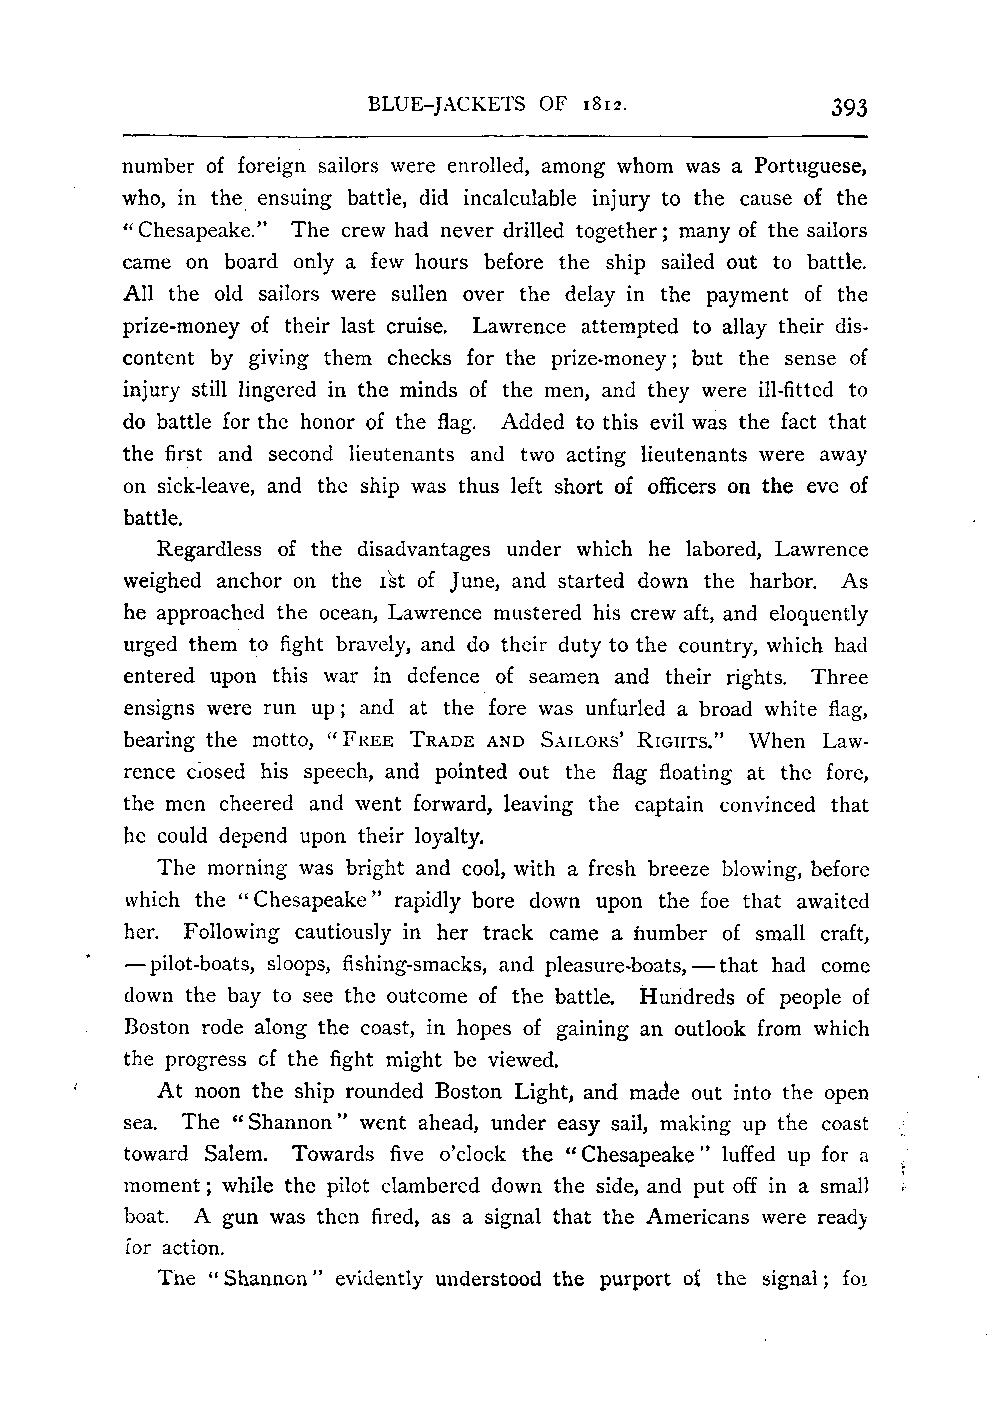 BLUE-JACKETS OF 1812. 393
number of foreign sailors were enrolled, among whom was a Portuguese,
who, in the ensuing battle, did incalculable injury to the cause of the
“Chesapeake.” The crew had never drilled together; many of the sailors
came on board only a few hours before the ship sailed out to battle.
All the old sailors were sullen over the delay in the payment of the
prize-money of their last cruise. Lawrence attempted to allay their dis-
content by giving them checks for the prize-money; but the sense of
injury still lingered in the minds of the men, and they were ill-fitted to
do battle for the honor of the flag. Added to this evil was the fact that
the first and second lieutenants and two acting lieutenants were away
on sick-leave, and the ship was thus left short of officers on the eve of
battle.
Regardless of the disadvantages under which he labored, Lawrence
weighed anchor on the 1st of June, and started down the harbor. As
he approached the ocean, Lawrence mustered his crew aft, and eloquently
urged them to fight bravely, and do their duty to the country, which had
entered upon this war in defence of seamen and their rights. Three
ensigns were run up; and at the fore was unfurled a broad white flag,
bearing the motto, “FREE TRADE AND SAILORS’ RIGHTS.” When Law-
rence closed his speech, and pointed out the flag floating at the fore,
the men cheered and went forward, leaving the captain convinced that
he could depend upon their loyalty.
The morning was bright and cool, with a fresh breeze blowing, before
which the “Chesapeake” rapidly bore down upon the foe that awaited
her. Following cautiously in her track came a number of small craft,
—pilot-boats, sloops, fishing-smacks, and pleasure-boats,—that had come
down the bay to see the outcome of the battle. Hundreds of people of
Boston rode along the coast, in hopes of gaining an outlook from which
the progress of the fight might be viewed.
At noon the ship rounded Boston Light, and made out into the open
sea. The “Shannon” went ahead, under easy sail, making up the coast
toward Salem. Towards five o’clock the “Chesapeake” luffed up for a
moment; while the pilot clambered down the side, and put off in a small
boat. A gun was then fired, as a signal that the Americans were ready
for action.
The “Shannon” evidently understood the purport of the signal; for